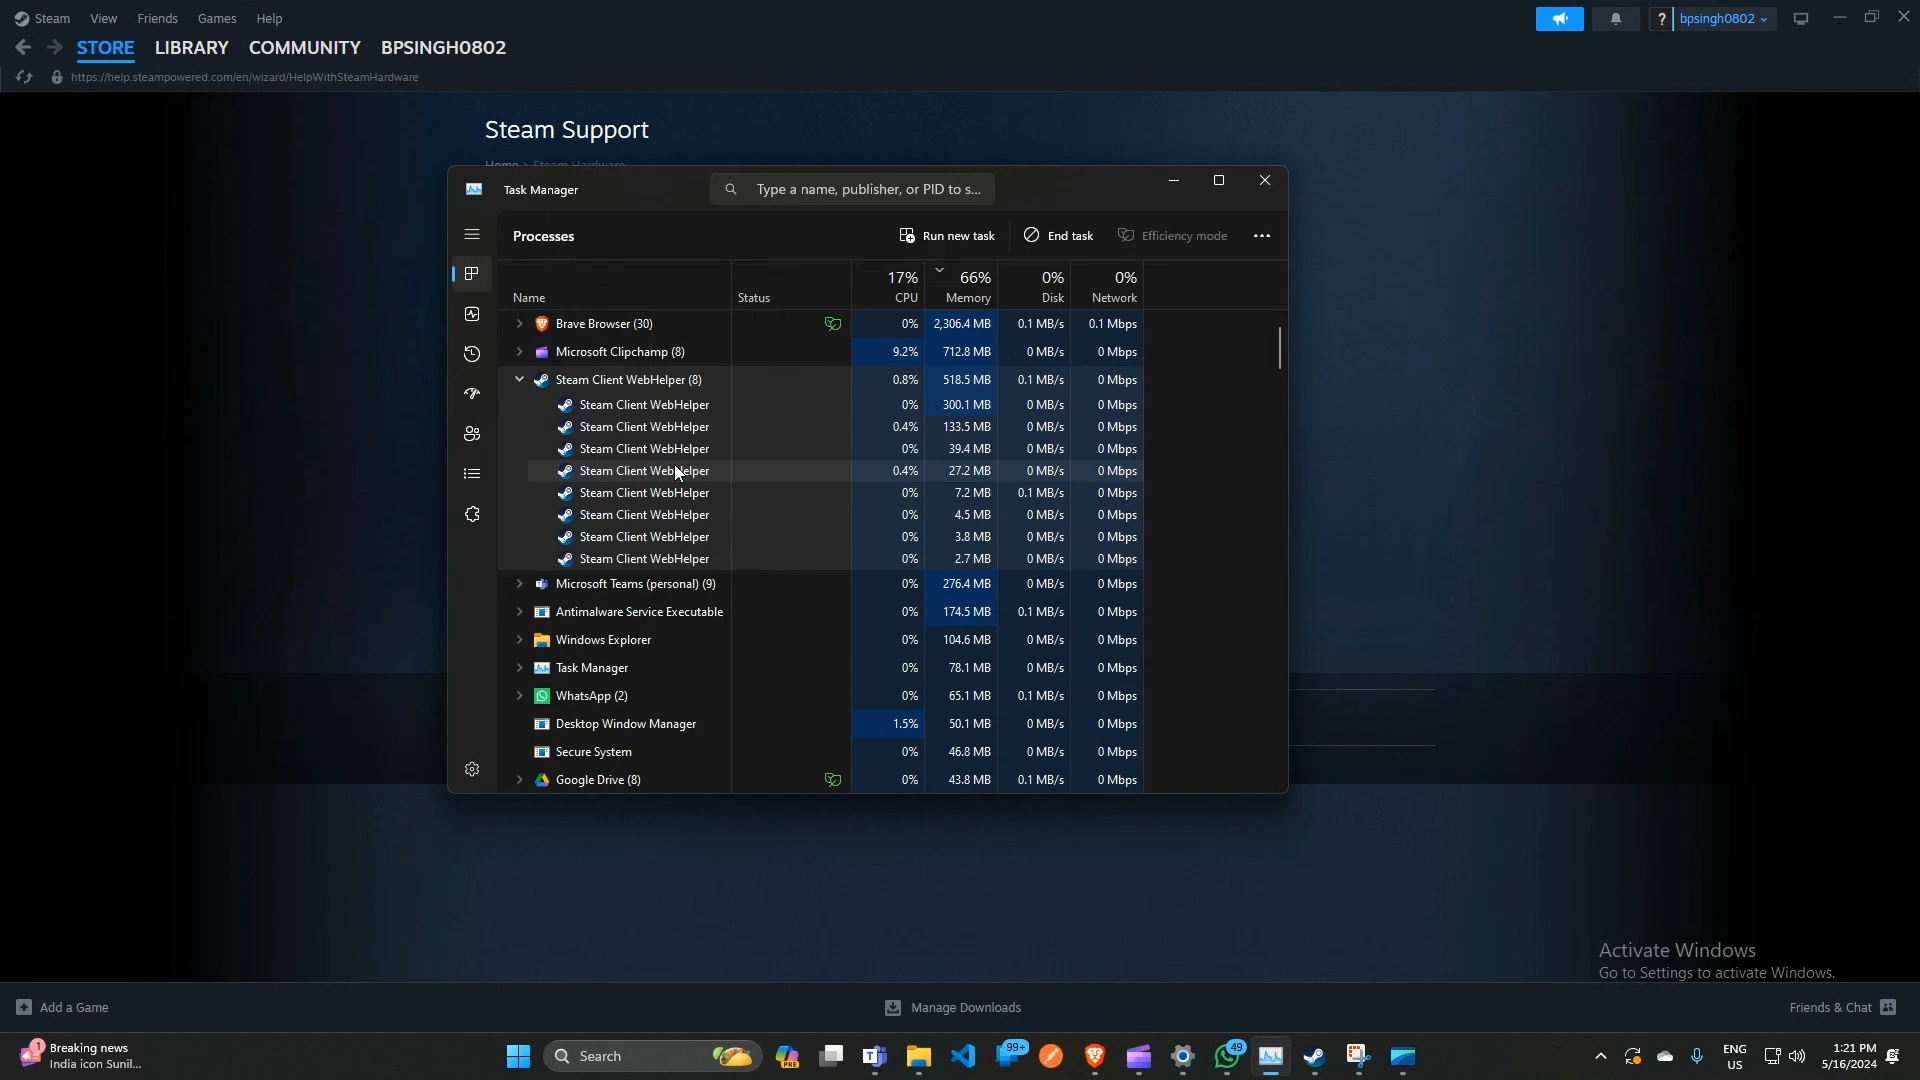 Steam View Friends Games Help
? bpsingh0802
STORE LIBRARY COMMUNITY BPSINGH0802
https://help.steampowered.com/en/wizard/HelpWithSteamHardware
Steam Support
Home > Steam Hardware
Task Manager
Type a name, publisher, or PID to s...
Processes
Run new task End task Efficiency mode
17% 66% 0% 0%
Name Status CPU Memory Disk Network
Brave Browser (30) 0% 2,306.4 MB 0.1 MB/s 0.1 Mbps
Microsoft Clipchamp (8) 9.2% 712.8 MB 0 MB/s 0 Mbps
Steam Client WebHelper (8) 0.8% 518.5 MB 0.1 MB/s 0 Mbps
Steam Client WebHelper 0% 300.1 MB 0 MB/s 0 Mbps
Steam Client WebHelper 0.4% 133.5 MB 0 MB/s 0 Mbps
Steam Client WebHelper 0% 39.4 MB 0 MB/s 0 Mbps
Steam Client WebHelper 0.4% 27.2 MB 0 MB/s 0 Mbps
Steam Client WebHelper 0% 7.2 MB 0.1 MB/s 0 Mbps
Steam Client WebHelper 0% 4.5 MB 0 MB/s 0 Mbps
Steam Client WebHelper 0% 3.8 MB 0 MB/s 0 Mbps
Steam Client WebHelper 0% 2.7 MB 0 MB/s 0 Mbps
Microsoft Teams (personal) (9) 0% 276.4 MB 0 MB/s 0 Mbps
Antimalware Service Executable 0% 174.5 MB 0.1 MB/s 0 Mbps
Windows Explorer 0% 104.6 MB 0 MB/s 0 Mbps
Task Manager 0% 78.1 MB 0 MB/s 0 Mbps
WhatsApp (2) 0% 65.1 MB 0.1 MB/s 0 Mbps
Desktop Window Manager 1.5% 50.1 MB 0 MB/s 0 Mbps
Secure System 0% 46.8 MB 0 MB/s 0 Mbps
Google Drive (8) 0% 43.8 MB 0.1 MB/s 0 Mbps
Activate Windows
Go to Settings to activate Windows.
Add a Game Manage Downloads Friends & Chat
1 Breaking news
India icon Sunil...
Search
PRE
99+
49
ENG
US
1:21 PM
5/16/2024